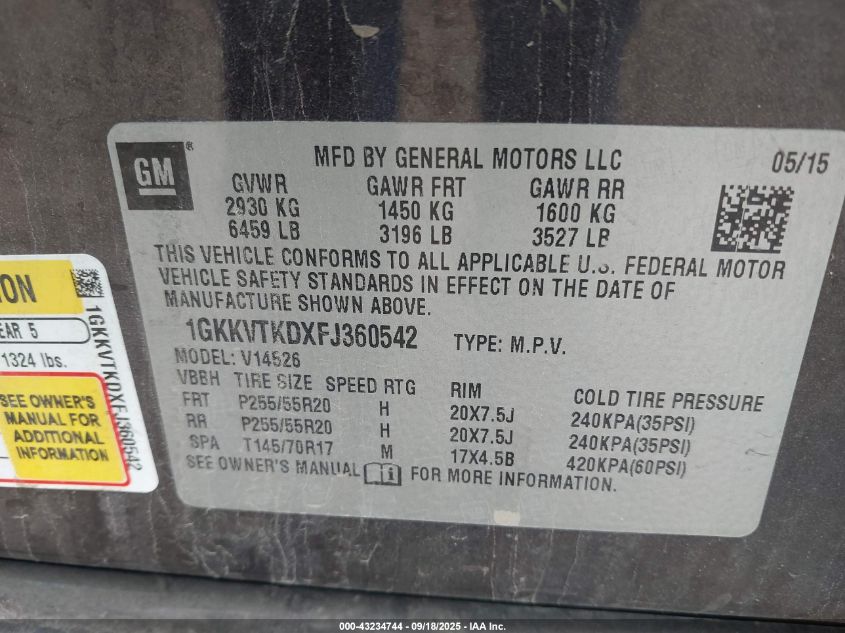 GM®
MFD BY GENERAL MOTORS LLC
05/15
GVWR GAWR FRT GAWR RR
2930 KG 1450 KG 1600 KG
6459 LB 3196 LB 3527 LB
THIS VEHICLE CONFORMS TO ALL APPLICABLE U.S. FEDERAL MOTOR
VEHICLE SAFETY STANDARDS IN EFFECT ON THE DATE OF
MANUFACTURE SHOWN ABOVE.
1GKKVTKDXFJ360542 TYPE: M.P.V.
MODEL: V14526
VBBH TIRE SIZE SPEED RTG RIM COLD TIRE PRESSURE
FRT P255/55R20 H 20X7.5J 240KPA(35PSI)
RR P255/55R20 H 20X7.5J 240KPA(35PSI)
SPA T145/70R17 M 17X4.5B 420KPA(60PSI)
SEE OWNER'S MANUAL FOR MORE INFORMATION.
ION
EAR 5
1324 lbs.
SEE OWNER'S
MANUAL FOR
ADDITIONAL
INFORMATION
1GKKVTKDXFJ360542
000-43234744 - 09/18/2025 - IAA Inc.